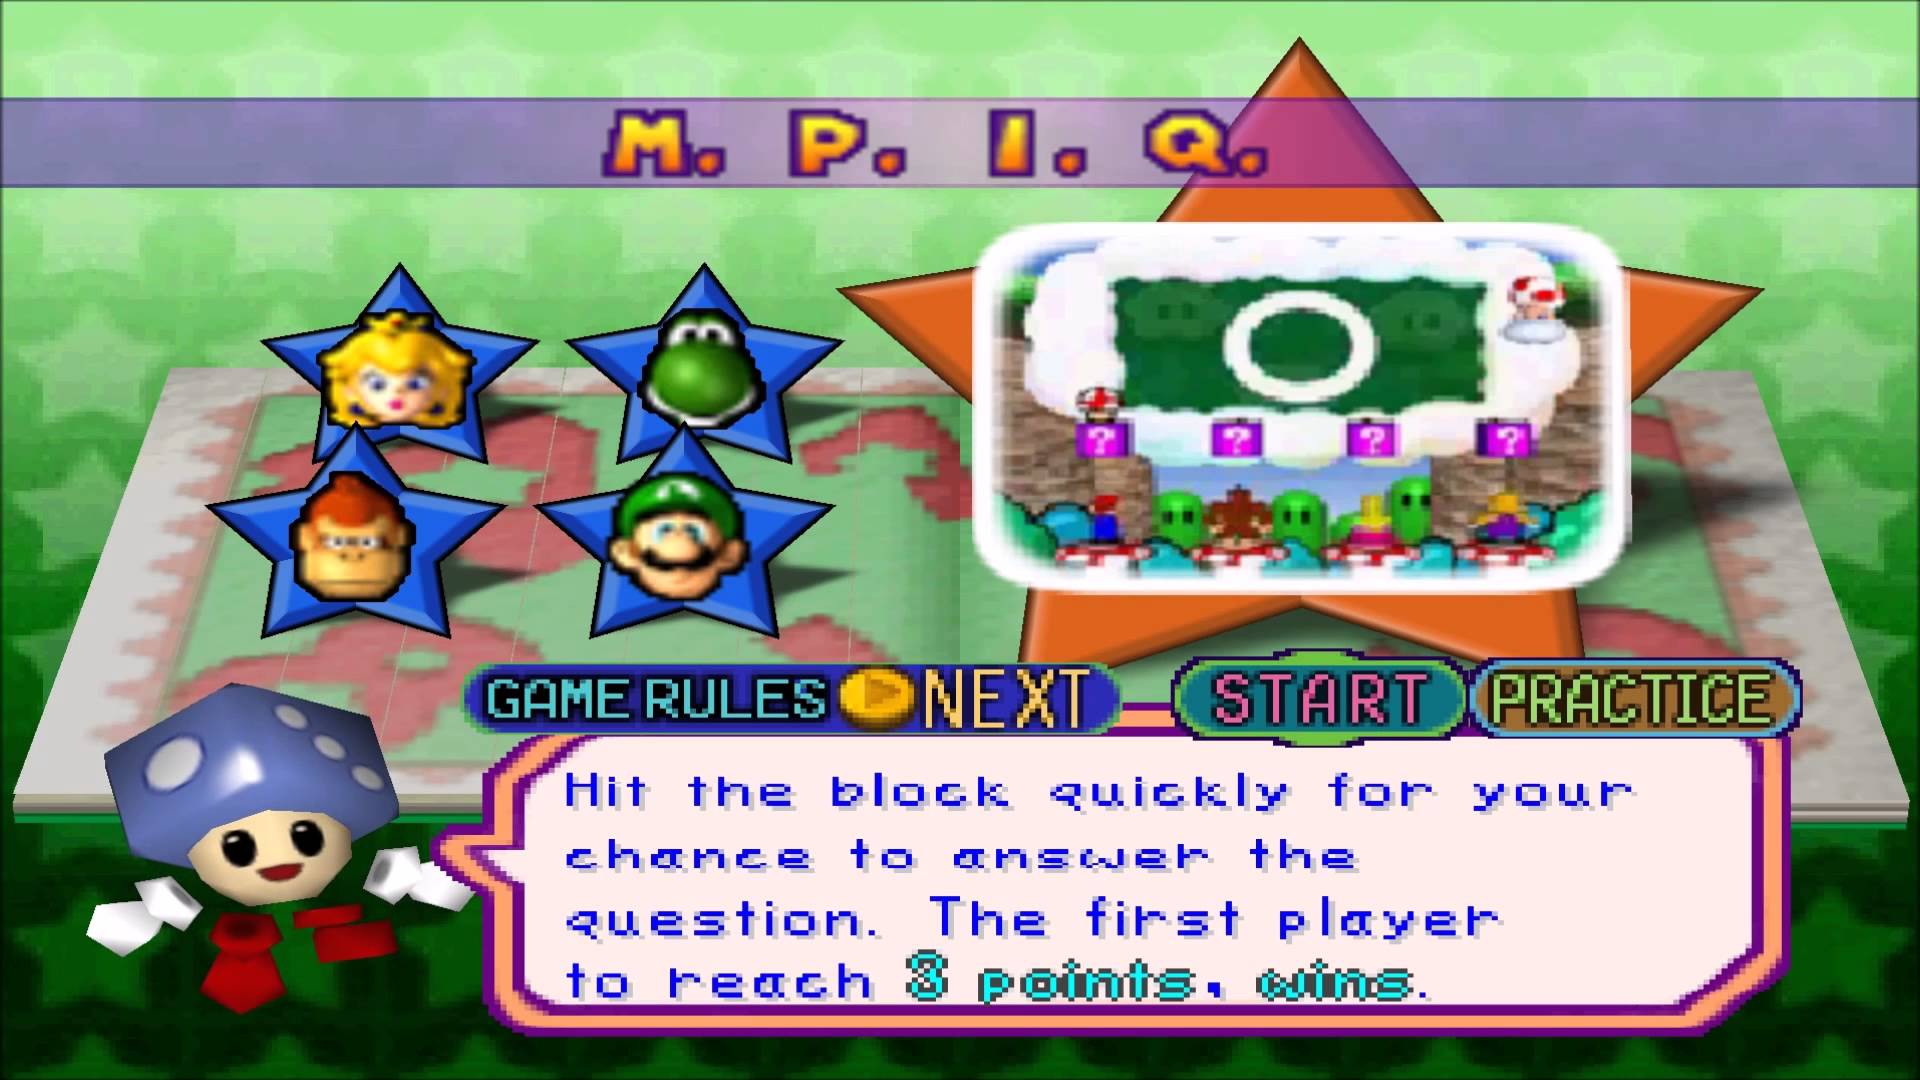 M. P. I. Q.
? ? ? ?
GAME RULES NEXT START PRACTICE
Hit the block quickly for your
chance to answer the
question. The first player
to reach 3 points, wins.